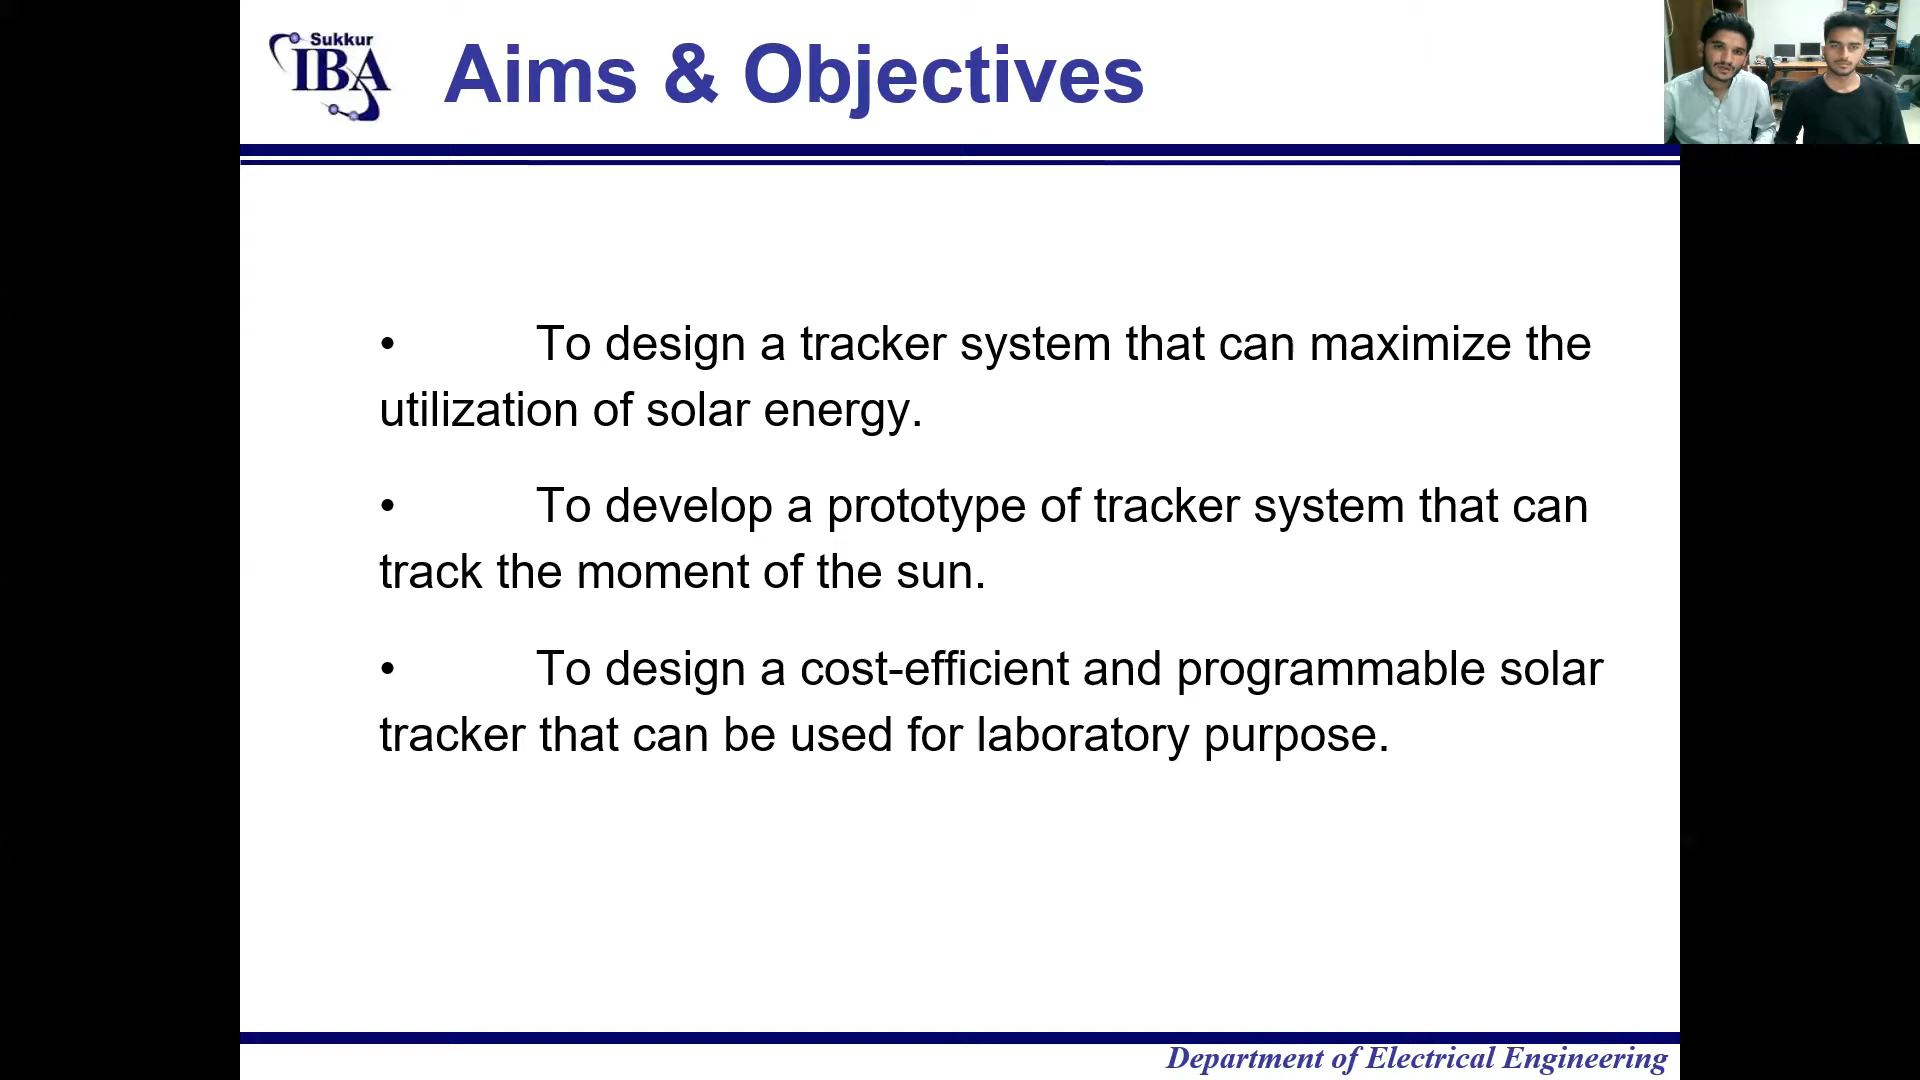 Sukkur
IBA
Aims & Objectives
• To design a tracker system that can maximize the
utilization of solar energy.
• To develop a prototype of tracker system that can
track the moment of the sun.
• To design a cost-efficient and programmable solar
tracker that can be used for laboratory purpose.
Department of Electrical Engineering